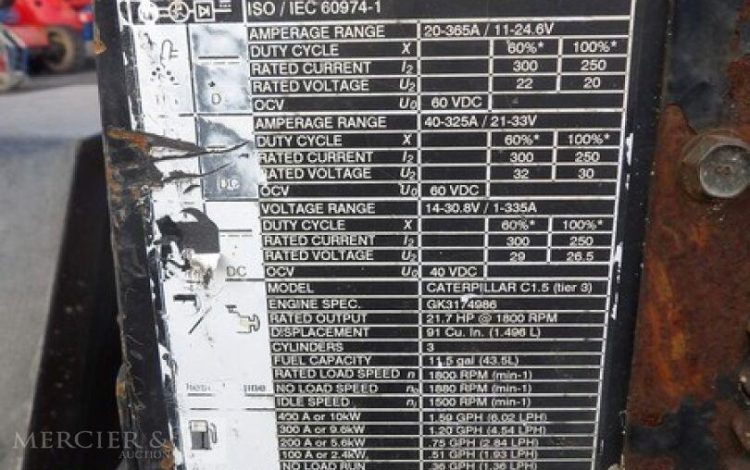 ISO / IEC 60974-1
AMPERAGE RANGE 20-365A / 11-24.6V
DUTY CYCLE X 60%* 100%*
RATED CURRENT I2 300 250
RATED VOLTAGE U2 22 20
OCV U0 60 VDC
D
AMPERAGE RANGE 40-325A / 21-33V
DUTY CYCLE X 60%* 100%*
RATED CURRENT I2 300 250
RATED VOLTAGE U2 32 30
OCV U0 60 VDC
DC
VOLTAGE RANGE 14-30.8V / 1-335A
DUTY CYCLE X 60%* 100%*
RATED CURRENT I2 300 250
RATED VOLTAGE U2 29 26.5
OCV U0 40 VDC
DC
MODEL CATERPILLAR C1.5 (tier 3)
ENGINE SPEC. GK3174986
RATED OUTPUT 21.7 HP @ 1800 RPM
DISPLACEMENT 91 Cu. In. (1.496 L)
CYLINDERS 3
FUEL CAPACITY 11.5 gal (43.5L)
RATED LOAD SPEED n 1800 RPM (min-1)
NO LOAD SPEED n0 1880 RPM (min-1)
IDLE SPEED ni 1500 RPM (min-1)
400 A or 10kW 1.59 GPH (6.02 LPH)
300 A or 9.6kW 1.20 GPH (4.54 LPH)
200 A or 5.6kW .75 GPH (2.84 LPH)
100 A or 2.4kW .51 GPH (1.93 LPH)
NO LOAD RUN .36 GPH (1.36 LPH)
MERCIER &
AUCTION